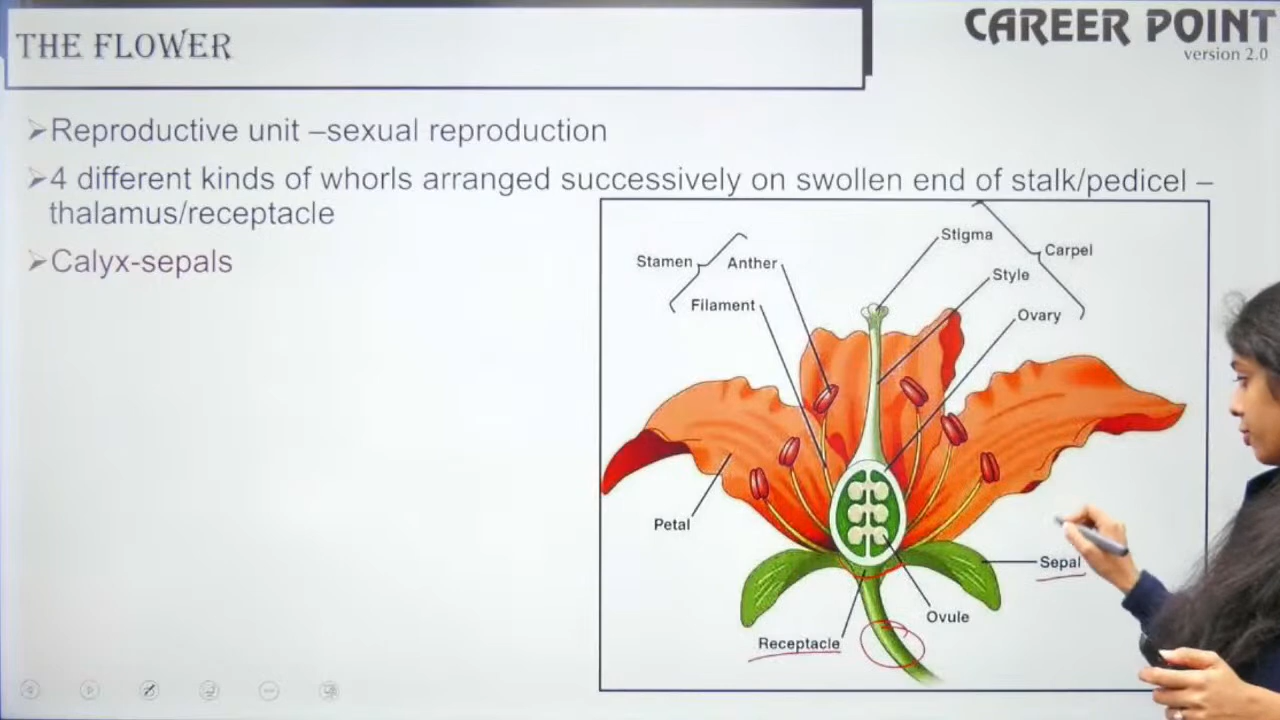 THE FLOWER
CAREER POINT
version 2.0
➢Reproductive unit –sexual reproduction
➢4 different kinds of whorls arranged successively on swollen end of stalk/pedicel –
thalamus/receptacle
➢Calyx-sepals
Stigma
Carpel
Stamen
Anther
Style
Filament
Ovary
Petal
Sepal
Ovule
Receptacle